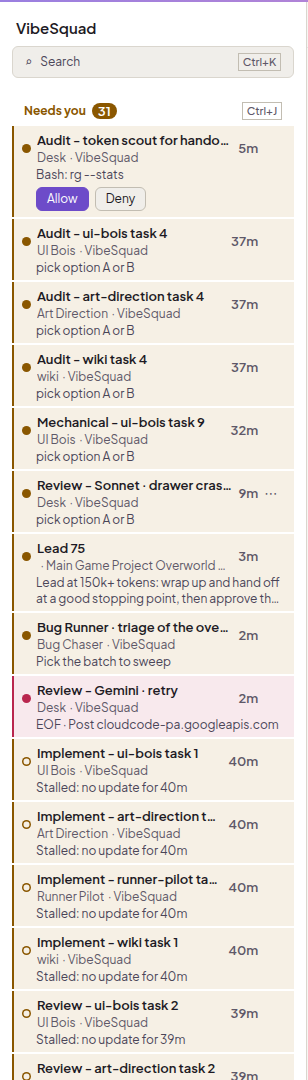 VibeSquad
Search Ctrl+K
Needs you 31 Ctrl+J
Audit – token scout for hando… 5m
Desk · VibeSquad
Bash: rg --stats
Allow Deny
Audit – ui-bois task 4 37m
UI Bois · VibeSquad
pick option A or B
Audit – art-direction task 4 37m
Art Direction · VibeSquad
pick option A or B
Audit – wiki task 4 37m
wiki · VibeSquad
pick option A or B
Mechanical – ui-bois task 9 32m
UI Bois · VibeSquad
pick option A or B
Review – Sonnet · drawer cras… 9m ···
Desk · VibeSquad
pick option A or B
Lead 75 3m
· Main Game Project Overworld …
Lead at 150k+ tokens: wrap up and hand off
at a good stopping point, then approve th…
Bug Runner · triage of the ove… 2m
Bug Chaser · VibeSquad
Pick the batch to sweep
Review – Gemini · retry 2m
Desk · VibeSquad
EOF · Post cloudcode-pa.googleapis.com
Implement – ui-bois task 1 40m
UI Bois · VibeSquad
Stalled: no update for 40m
Implement – art-direction t… 40m
Art Direction · VibeSquad
Stalled: no update for 40m
Implement – runner-pilot ta… 40m
Runner Pilot · VibeSquad
Stalled: no update for 40m
Implement – wiki task 1 40m
wiki · VibeSquad
Stalled: no update for 40m
Review – ui-bois task 2 39m
UI Bois · VibeSquad
Stalled: no update for 39m
Review – art-direction task 2 39m